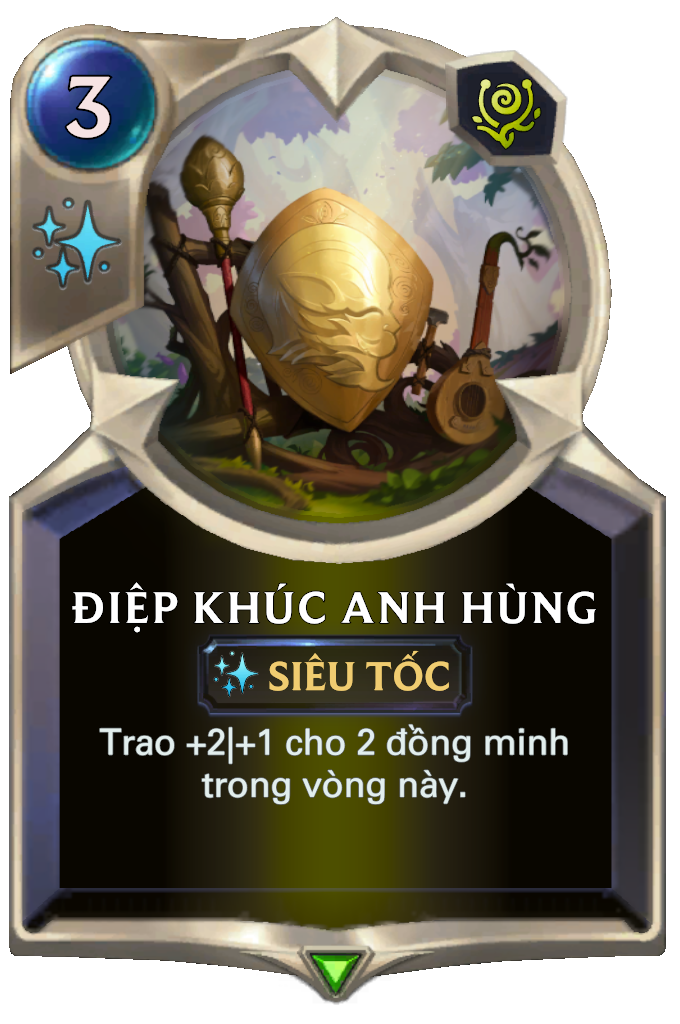 3
ĐIỆP KHÚC ANH HÙNG
SIÊU TỐC
Trao +2|+1 cho 2 đồng minh
trong vòng này.